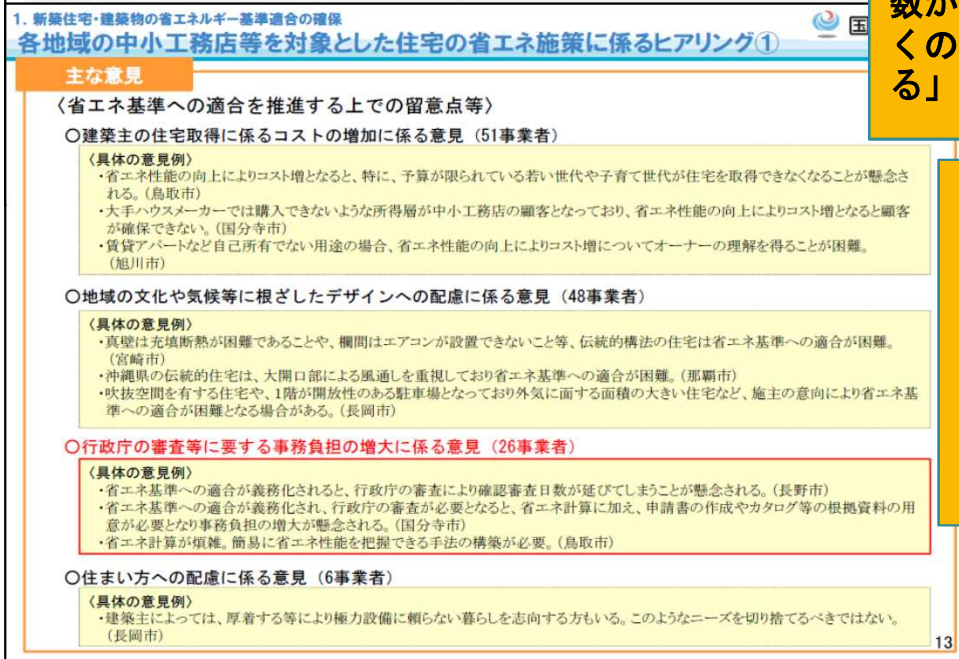 1. 新築住宅・建築物の省エネルギー基準適合の確保
各地域の中小工務店等を対象とした住宅の省エネ施策に係るヒアリング①
国
数が
くの
る」
主な意見
〈省エネ基準への適合を推進する上での留意点等〉
○建築主の住宅取得に係るコストの増加に係る意見（51事業者）
〈具体の意見例〉
・省エネ性能の向上によりコスト増となると、特に、予算が限られている若い世代や子育て世代が住宅を取得できなくなることが懸念さ
れる。（鳥取市）
・大手ハウスメーカーでは購入できないような所得層が中小工務店の顧客となっており、省エネ性能の向上によりコスト増となると顧客
が確保できない。（国分寺市）
・賃貸アパートなど自己所有でない用途の場合、省エネ性能の向上によりコスト増についてオーナーの理解を得ることが困難。
（旭川市）
○地域の文化や気候等に根ざしたデザインへの配慮に係る意見（48事業者）
〈具体の意見例〉
・真壁は充填断熱が困難であることや、欄間はエアコンが設置できないこと等、伝統的構法の住宅は省エネ基準への適合が困難。
（宮崎市）
・沖縄県の伝統的住宅は、大開口部による風通しを重視しており省エネ基準への適合が困難。（那覇市）
・吹抜空間を有する住宅や、1階が開放性のある駐車場となっており外気に面する面積の大きい住宅など、施主の意向により省エネ基
準への適合が困難となる場合がある。（長岡市）
○行政庁の審査等に要する事務負担の増大に係る意見（26事業者）
〈具体の意見例〉
・省エネ基準への適合が義務化されると、行政庁の審査により確認審査日数が延びてしまうことが懸念される。（長野市）
・省エネ基準への適合が義務化され、行政庁の審査が必要となると、省エネ計算に加え、申請書の作成やカタログ等の根拠資料の用
意が必要となり事務負担の増大が懸念される。（国分寺市）
・省エネ計算が煩雑。簡易に省エネ性能を把握できる手法の構築が必要。（鳥取市）
○住まい方への配慮に係る意見（6事業者）
〈具体の意見例〉
・建築主によっては、厚着する等により極力設備に頼らない暮らしを志向する方もいる。このようなニーズを切り捨てるべきではない。
（長岡市）
13